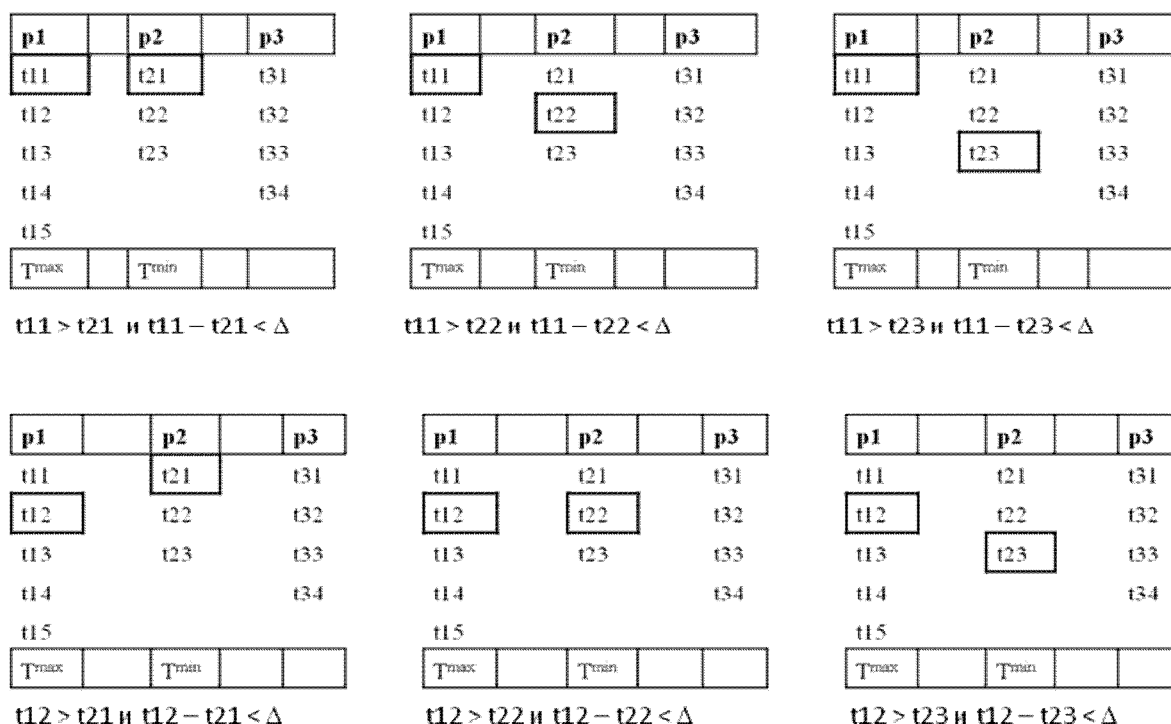 p1 p2 p3 p1 p2 p3 p1 p2 p3
t11 t21 t31 t11 t21 t31 t11 t21 t31
t12 t22 t32 t12 t22 t32 t12 t22 t32
t13 t23 t33 t13 t23 t33 t13 t23 t33
t14 t34 t14 t34 t14 t34
t15 t15 t15
Tmax Tmin Tmax Tmin Tmax Tmin
t11 > t21 и t11 – t21 < Δ t11 > t22 и t11 – t22 < Δ t11 > t23 и t11 – t23 < Δ
p1 p2 p3 p1 p2 p3 p1 p2 p3
t11 t21 t31 t11 t21 t31 t11 t21 t31
t12 t22 t32 t12 t22 t32 t12 t22 t32
t13 t23 t33 t13 t23 t33 t13 t23 t33
t14 t34 t14 t34 t14 t34
t15 t15 t15
Tmax Tmin Tmax Tmin Tmax Tmin
t12 > t21 и t12 – t21 < Δ t12 > t22 и t12 – t22 < Δ t12 > t23 и t12 – t23 < Δ